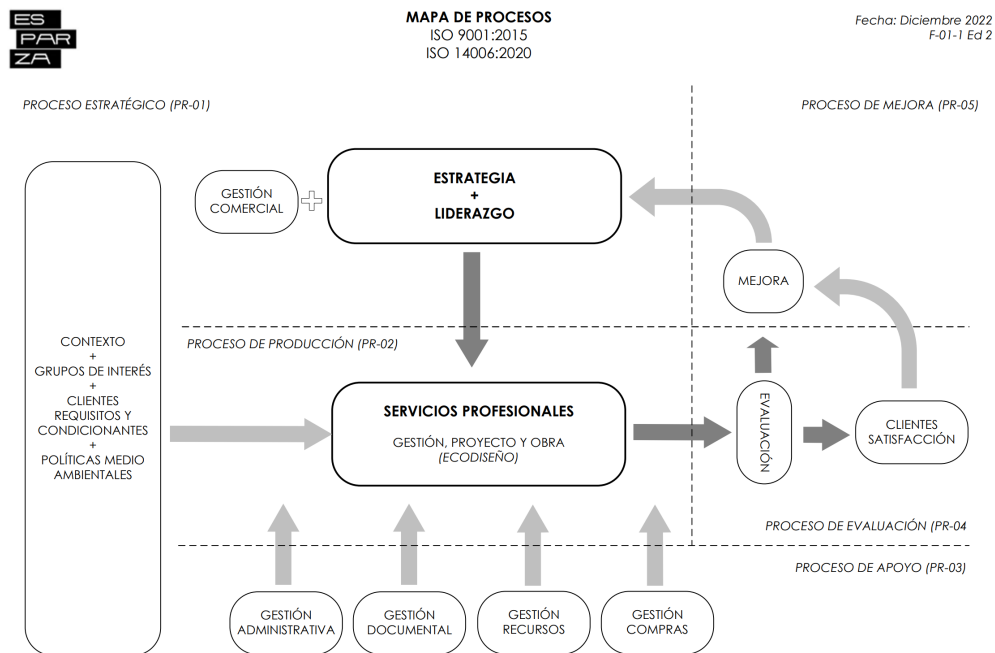 ES
PAR
ZA
MAPA DE PROCESOS
ISO 9001:2015
ISO 14006:2020
Fecha: Diciembre 2022
F-01-1 Ed 2
PROCESO ESTRATÉGICO (PR-01)
PROCESO DE MEJORA (PR-05)
GESTIÓN
COMERCIAL
ESTRATEGIA
+
LIDERAZGO
MEJORA
PROCESO DE PRODUCCIÓN (PR-02)
CONTEXTO
+
GRUPOS DE INTERÉS
+
CLIENTES
REQUISITOS Y
CONDICIONANTES
+
POLÍTICAS MEDIO
AMBIENTALES
SERVICIOS PROFESIONALES
GESTIÓN, PROYECTO Y OBRA
(ECODISEÑO)
EVALUACIÓN
CLIENTES
SATISFACCIÓN
PROCESO DE EVALUACIÓN (PR-04
PROCESO DE APOYO (PR-03)
GESTIÓN
ADMINISTRATIVA
GESTIÓN
DOCUMENTAL
GESTIÓN
RECURSOS
GESTIÓN
COMPRAS